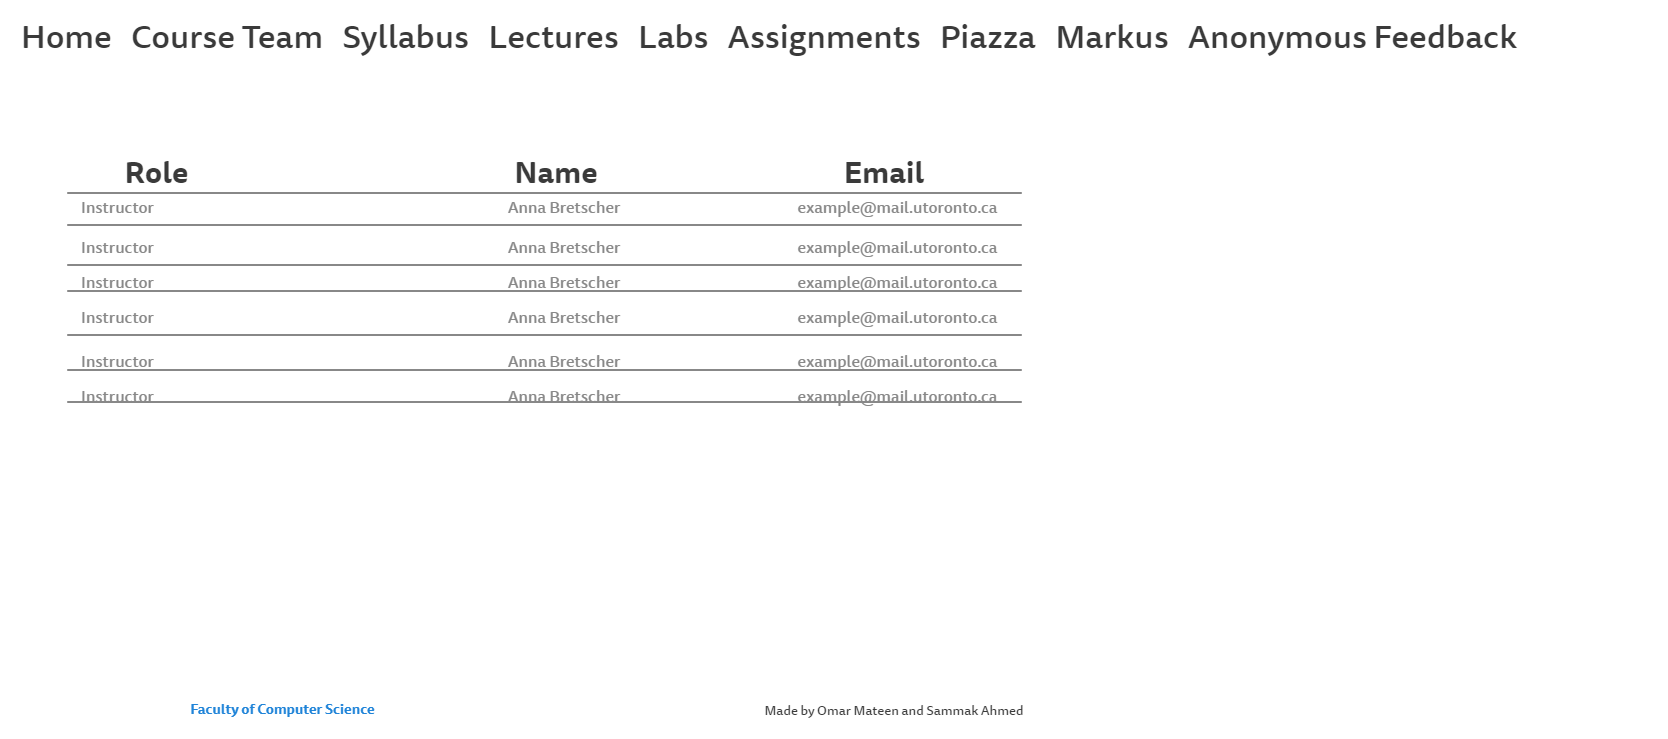 Home Course Team Syllabus Lectures Labs Assignments Piazza Markus Anonymous Feedback
Role Name Email
Instructor Anna Bretscher example@mail.utoronto.ca
Instructor Anna Bretscher example@mail.utoronto.ca
Instructor Anna Bretscher example@mail.utoronto.ca
Instructor Anna Bretscher example@mail.utoronto.ca
Instructor Anna Bretscher example@mail.utoronto.ca
Instructor Anna Bretscher example@mail.utoronto.ca
Faculty of Computer Science Made by Omar Mateen and Sammak Ahmed